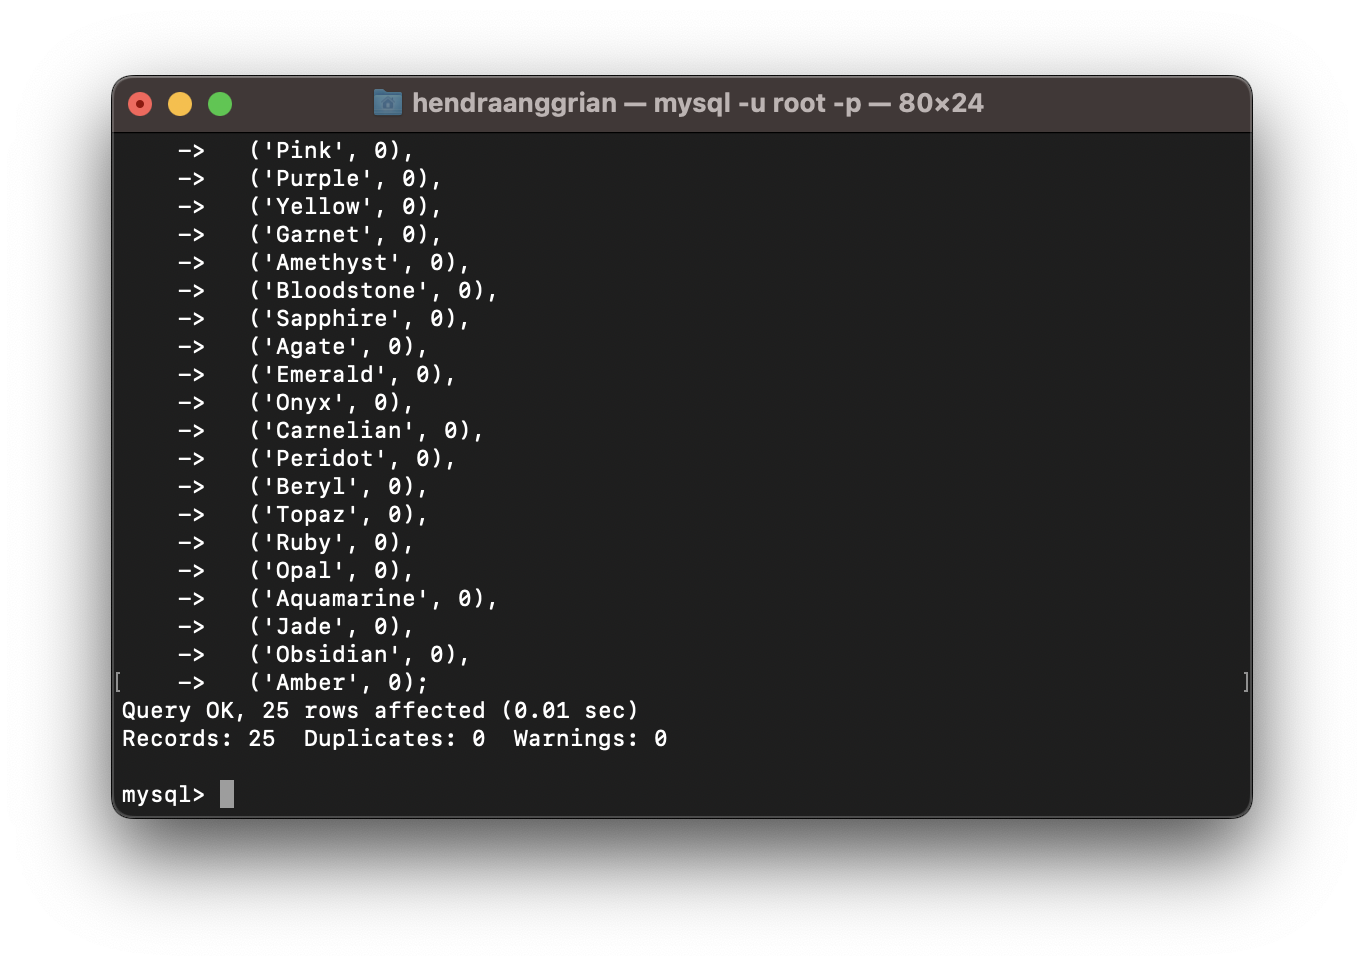 hendraanggrian — mysql -u root -p — 80×24
    ->   ('Pink', 0),
    ->   ('Purple', 0),
    ->   ('Yellow', 0),
    ->   ('Garnet', 0),
    ->   ('Amethyst', 0),
    ->   ('Bloodstone', 0),
    ->   ('Sapphire', 0),
    ->   ('Agate', 0),
    ->   ('Emerald', 0),
    ->   ('Onyx', 0),
    ->   ('Carnelian', 0),
    ->   ('Peridot', 0),
    ->   ('Beryl', 0),
    ->   ('Topaz', 0),
    ->   ('Ruby', 0),
    ->   ('Opal', 0),
    ->   ('Aquamarine', 0),
    ->   ('Jade', 0),
    ->   ('Obsidian', 0),
[    ->   ('Amber', 0); ]
Query OK, 25 rows affected (0.01 sec)
Records: 25  Duplicates: 0  Warnings: 0
mysql>